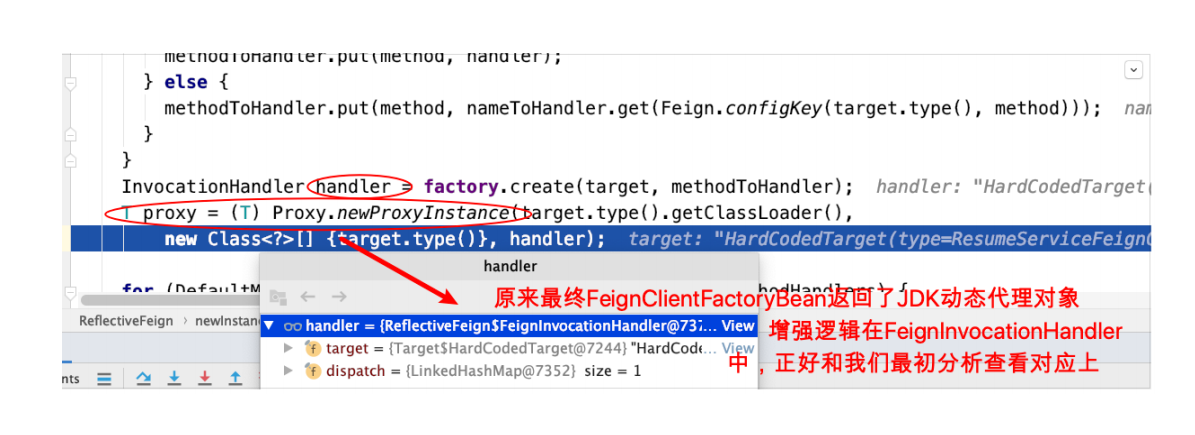 methodToHandler.put(method, handler);
} else {
methodToHandler.put(method, nameToHandler.get(Feign.configKey(target.type(), method)));
}
}
InvocationHandler handler = factory.create(target, methodToHandler); handler: "HardCodedTarget(
T proxy = (T) Proxy.newProxyInstance(target.type().getClassLoader(),
new Class<?>[] {target.type()}, handler); target: "HardCodedTarget(type=ResumeServiceFeign
handler
for (DefaultM
原来最终FeignClientFactoryBean返回了JDK动态代理对象
ReflectiveFeign › newInstan
handler = {ReflectiveFeign$FeignInvocationHandler@737... View
增强逻辑在FeignInvocationHandler
target = {Target$HardCodedTarget@7244} "HardCode... View
中，正好和我们最初分析查看对应上
nts
dispatch = {LinkedHashMap@7352} size = 1